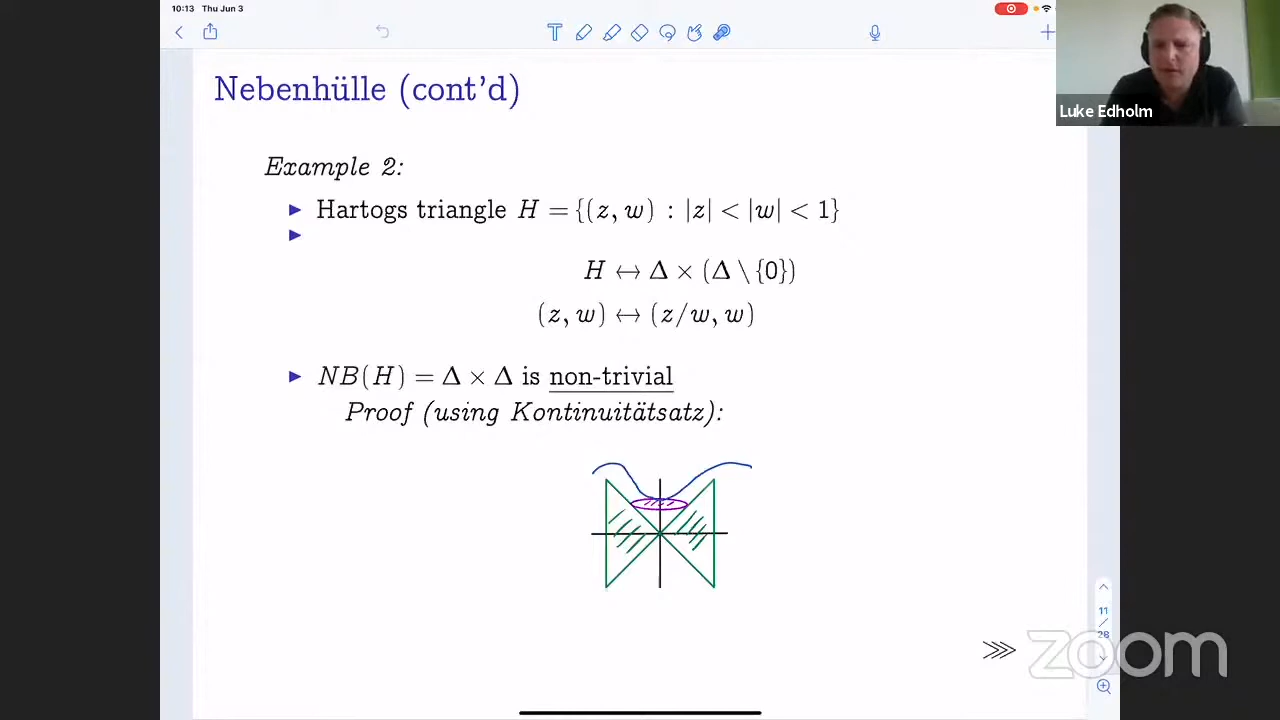 10:13 Thu Jun 3
Luke Edholm
Nebenhülle (cont'd)
Example 2:
▶ Hartogs triangle H = {(z, w) : |z| < |w| < 1}
▶
H ↔ Δ × (Δ \ {0})
(z, w) ↔ (z/w, w)
▶ NB(H) = Δ × Δ is non-trivial
Proof (using Kontinuitätsatz):
11
/
28
⋙
zoom